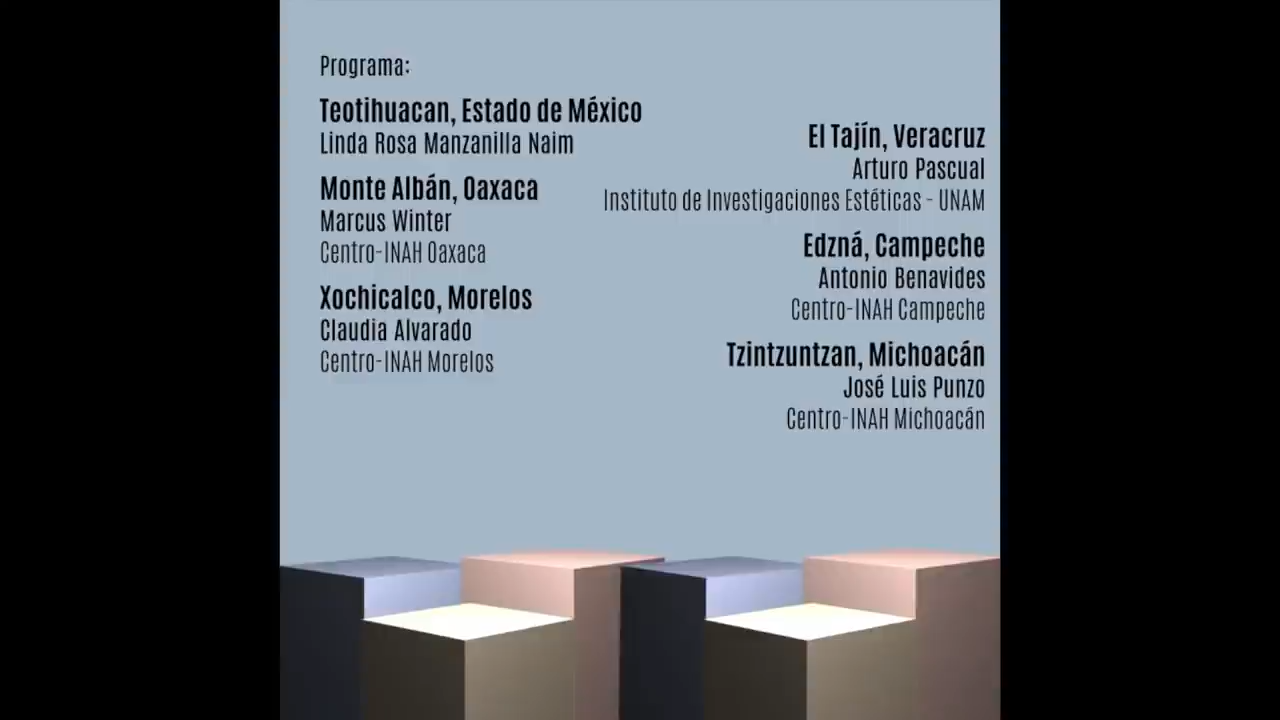 Programa:
Teotihuacan, Estado de México
Linda Rosa Manzanilla Naim
Monte Albán, Oaxaca
Marcus Winter
Centro-INAH Oaxaca
Xochicalco, Morelos
Claudia Alvarado
Centro-INAH Morelos
El Tajín, Veracruz
Arturo Pascual
Instituto de Investigaciones Estéticas - UNAM
Edzná, Campeche
Antonio Benavides
Centro-INAH Campeche
Tzintzuntzan, Michoacán
José Luis Punzo
Centro-INAH Michoacán